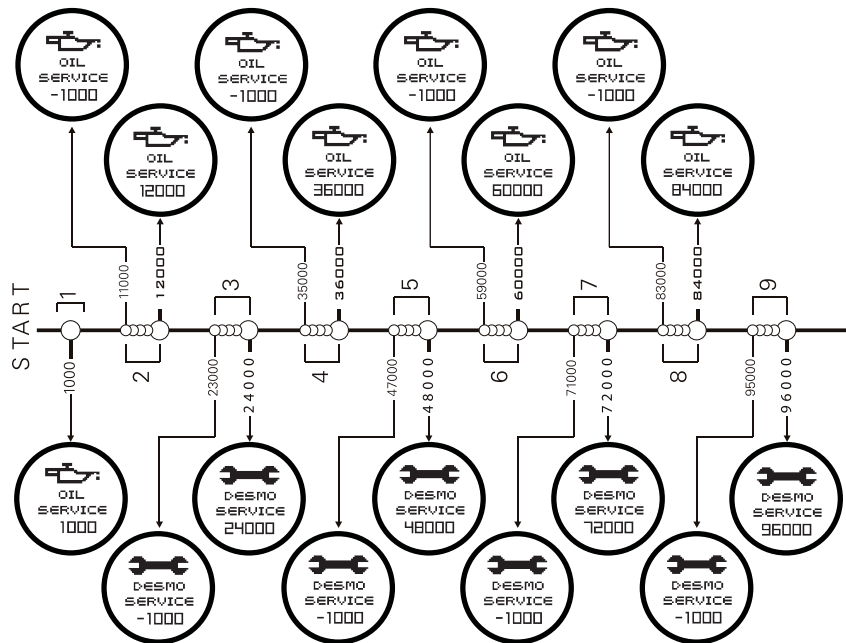 OIL
SERVICE
-1000
OIL
SERVICE
-1000
OIL
SERVICE
-1000
OIL
SERVICE
-1000
OIL
SERVICE
12000
OIL
SERVICE
36000
OIL
SERVICE
60000
OIL
SERVICE
84000
START
1
11000
12000
3
35000
36000
5
59000
60000
7
83000
84000
9
1000
2
23000
24000
4
47000
48000
6
71000
72000
8
95000
96000
OIL
SERVICE
1000
DESMO
SERVICE
24000
DESMO
SERVICE
48000
DESMO
SERVICE
72000
DESMO
SERVICE
96000
DESMO
SERVICE
-1000
DESMO
SERVICE
-1000
DESMO
SERVICE
-1000
DESMO
SERVICE
-1000